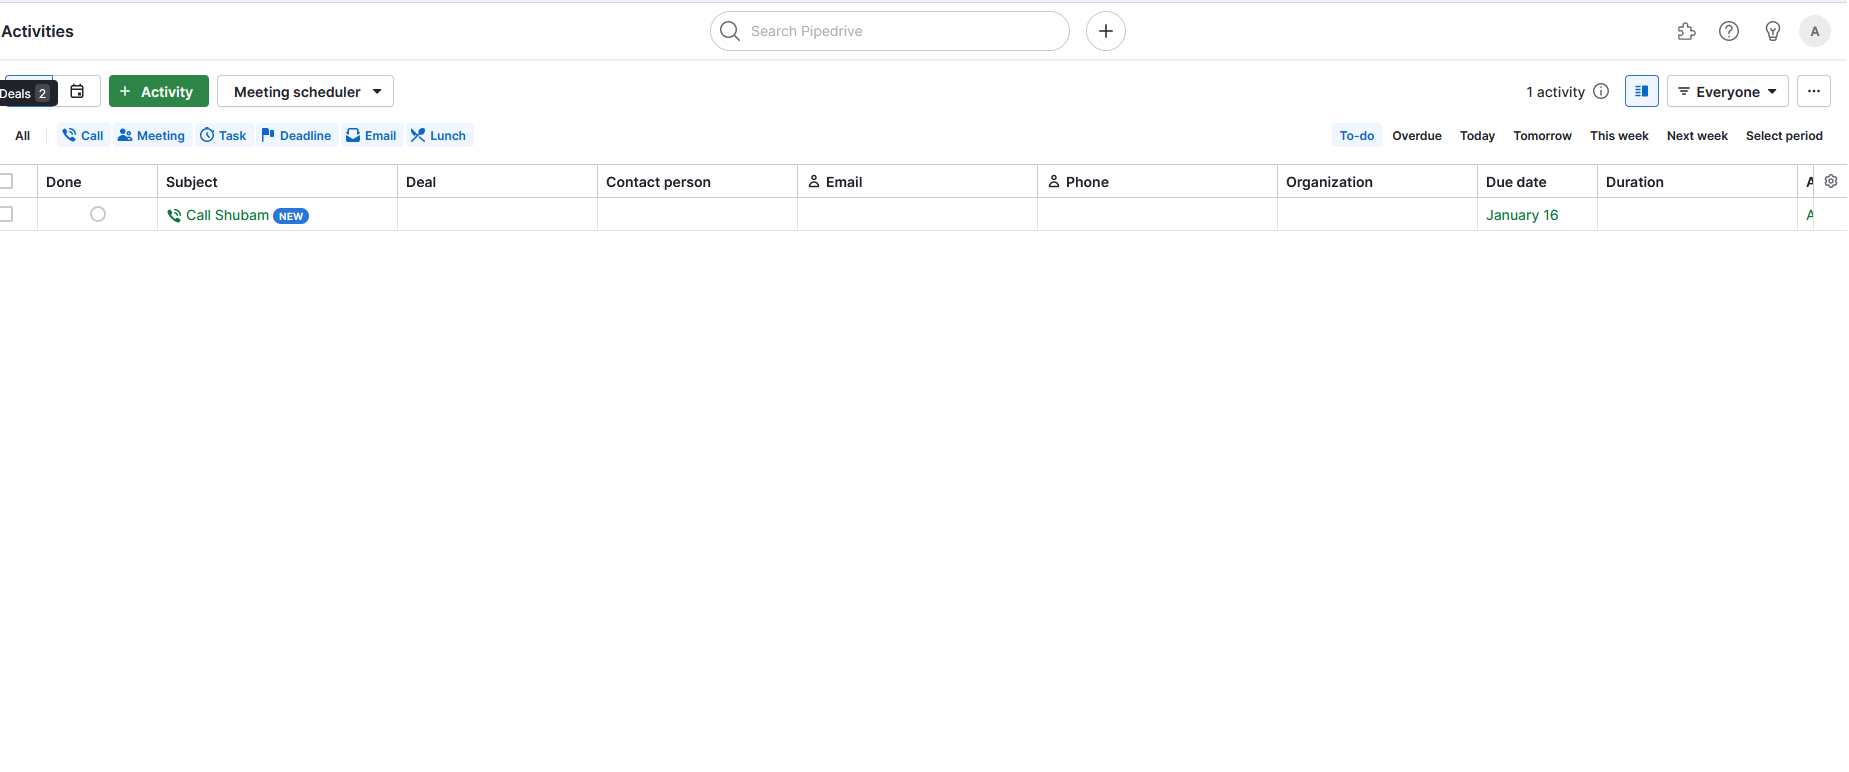 Activities
Search Pipedrive
A
Deals 2
+ Activity
Meeting scheduler
1 activity
Everyone
All
Call
Meeting
Task
Deadline
Email
Lunch
To-do
Overdue
Today
Tomorrow
This week
Next week
Select period
Done
Subject
Deal
Contact person
Email
Phone
Organization
Due date
Duration
Call Shubam NEW
January 16